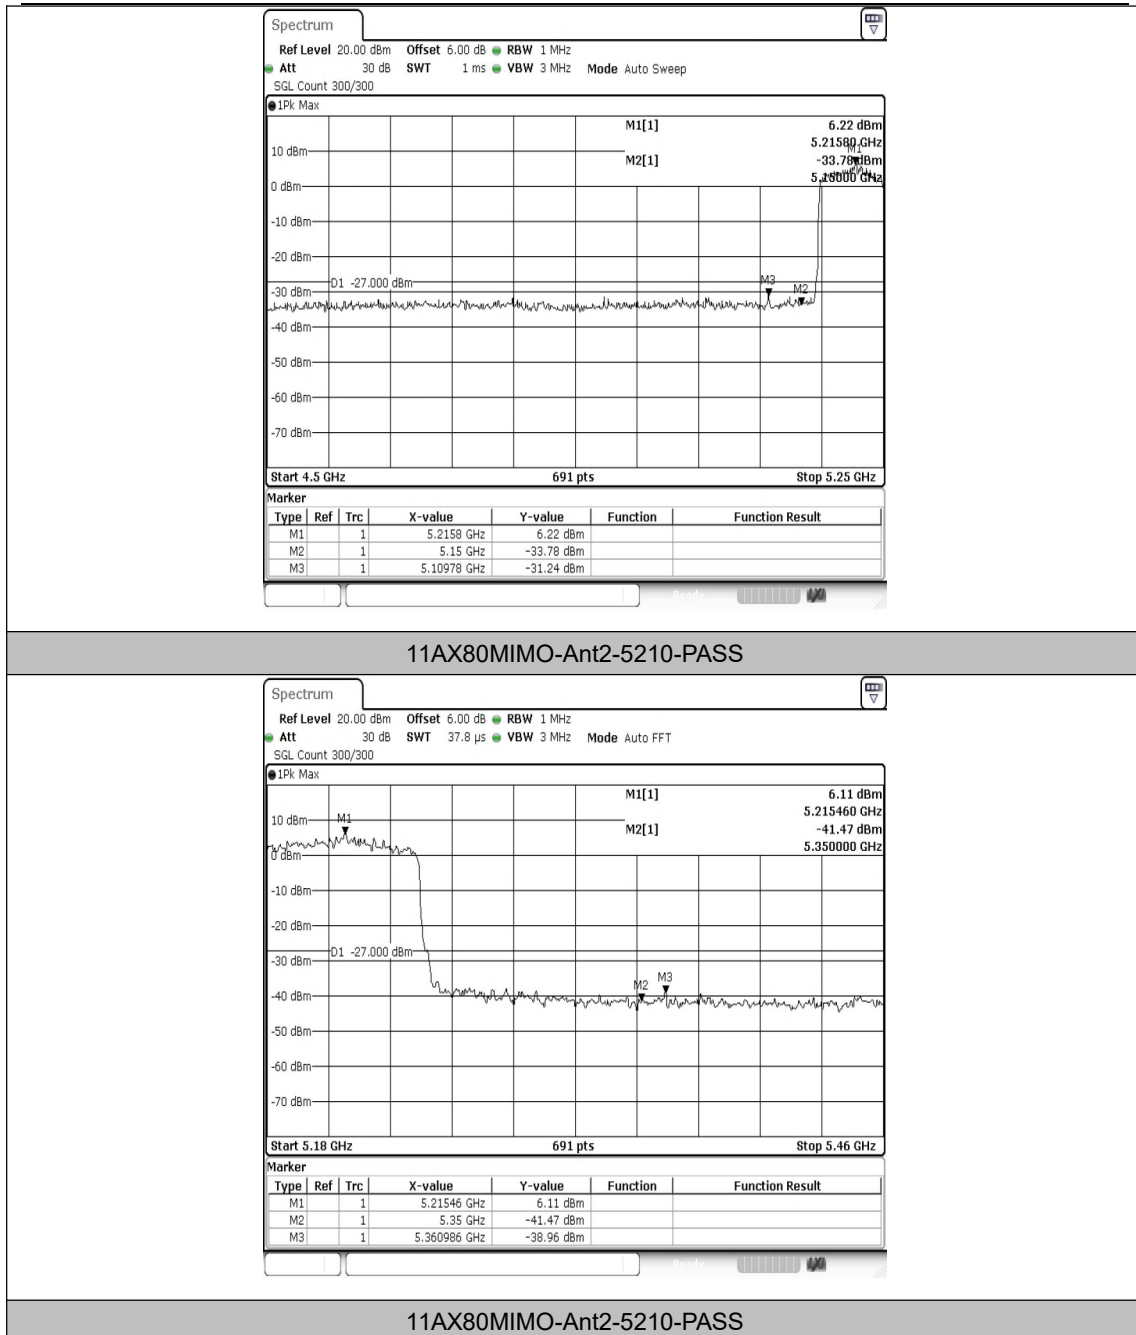 Spectrum
Ref Level 20.00 dBm Offset 6.00 dB RBW 1 MHz
Att 30 dB SWT 1 ms VBW 3 MHz Mode Auto Sweep
SGL Count 300/300
1Pk Max
M1[1] 6.22 dBm
5.21580 GHz
M2[1] -33.78 dBm
5.15000 GHz
M1
10 dBm
0 dBm
-10 dBm
-20 dBm
D1 -27.000 dBm
M3
M2
-30 dBm
-40 dBm
-50 dBm
-60 dBm
-70 dBm
Start 4.5 GHz 691 pts Stop 5.25 GHz
Marker
Type Ref Trc X-value Y-value Function Function Result
M1 1 5.2158 GHz 6.22 dBm
M2 1 5.15 GHz -33.78 dBm
M3 1 5.10978 GHz -31.24 dBm
Ready
11AX80MIMO-Ant2-5210-PASS
Spectrum
Ref Level 20.00 dBm Offset 6.00 dB RBW 1 MHz
Att 30 dB SWT 37.8 µs VBW 3 MHz Mode Auto FFT
SGL Count 300/300
1Pk Max
M1[1] 6.11 dBm
5.215460 GHz
M2[1] -41.47 dBm
5.350000 GHz
10 dBm
M1
0 dBm
-10 dBm
-20 dBm
D1 -27.000 dBm
-30 dBm
M2
M3
-40 dBm
-50 dBm
-60 dBm
-70 dBm
Start 5.18 GHz 691 pts Stop 5.46 GHz
Marker
Type Ref Trc X-value Y-value Function Function Result
M1 1 5.21546 GHz 6.11 dBm
M2 1 5.35 GHz -41.47 dBm
M3 1 5.360986 GHz -38.96 dBm
Ready
11AX80MIMO-Ant2-5210-PASS